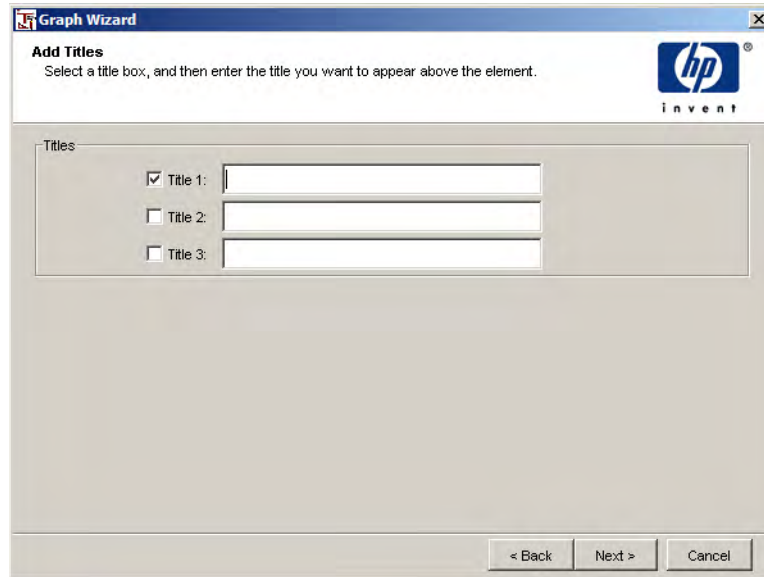 Graph Wizard
Add Titles
Select a title box, and then enter the title you want to appear above the element.
hp
®
invent
Titles
Title 1:
Title 2:
Title 3:
< Back
Next >
Cancel